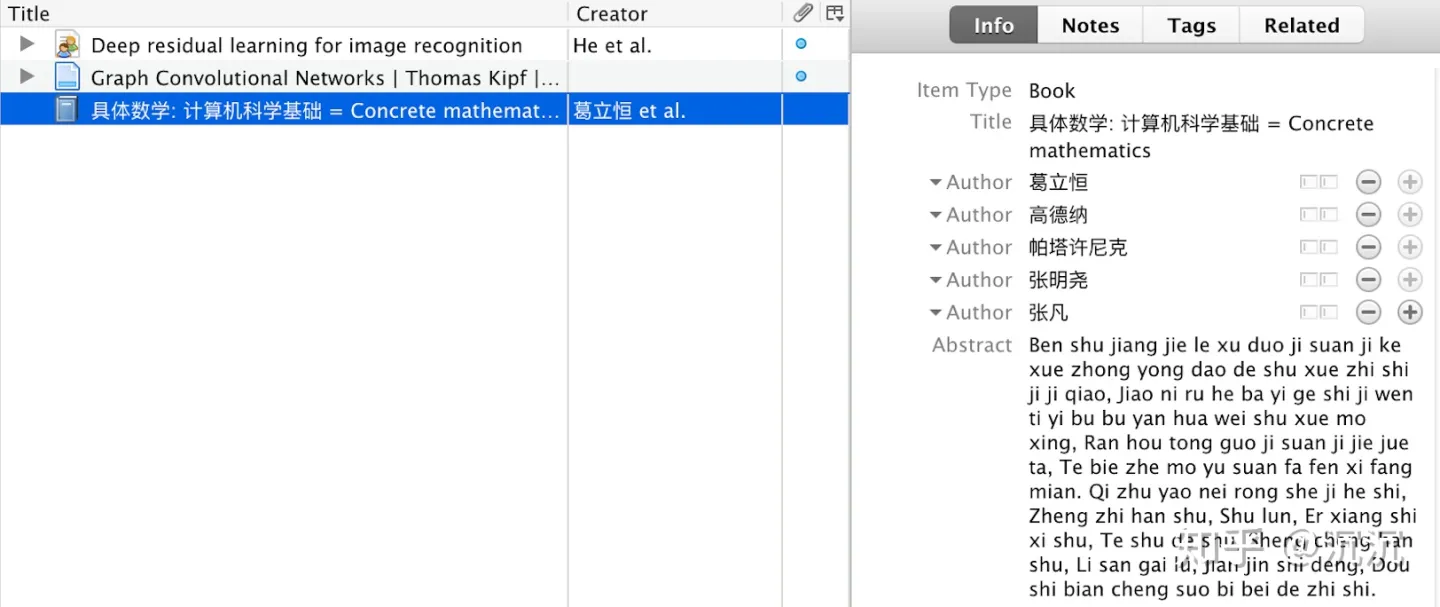 Title Creator
Deep residual learning for image recognition He et al.
Graph Convolutional Networks | Thomas Kipf |...
具体数学: 计算机科学基础 = Concrete mathemat... 葛立恒 et al.
Info Notes Tags Related
Item Type Book
Title 具体数学: 计算机科学基础 = Concrete
mathematics
Author 葛立恒
Author 高德纳
Author 帕塔许尼克
Author 张明尧
Author 张凡
Abstract Ben shu jiang jie le xu duo ji suan ji ke
xue zhong yong dao de shu xue zhi shi
ji ji qiao, Jiao ni ru he ba yi ge shi ji wen
ti yi bu bu yan hua wei shu xue mo
xing, Ran hou tong guo ji suan ji jie jue
ta, Te bie zhe mo yu suan fa fen xi fang
mian. Qi zhu yao nei rong she ji he shi,
Zheng zhi han shu, Shu lun, Er xiang shi
xi shu, Te shu de shu, Sheng cheng han
shu, Li san gai lu, Jian jin shi deng, Dou
shi bian cheng suo bi bei de zhi shi.
知乎 @沉沉